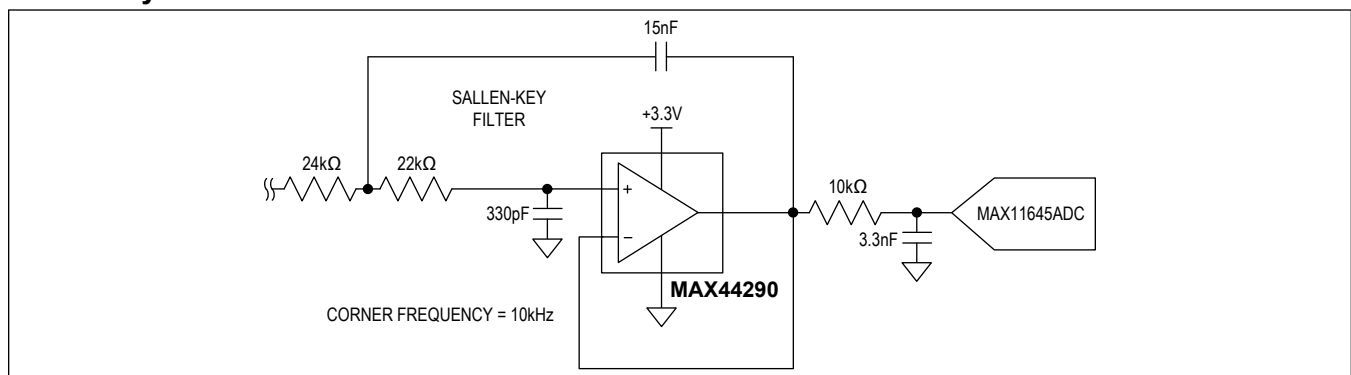 15nF
SALLEN-KEY
FILTER
+3.3V
24kΩ
22kΩ
10kΩ
+
330pF
MAX11645ADC
3.3nF
–
MAX44290
CORNER FREQUENCY = 10kHz